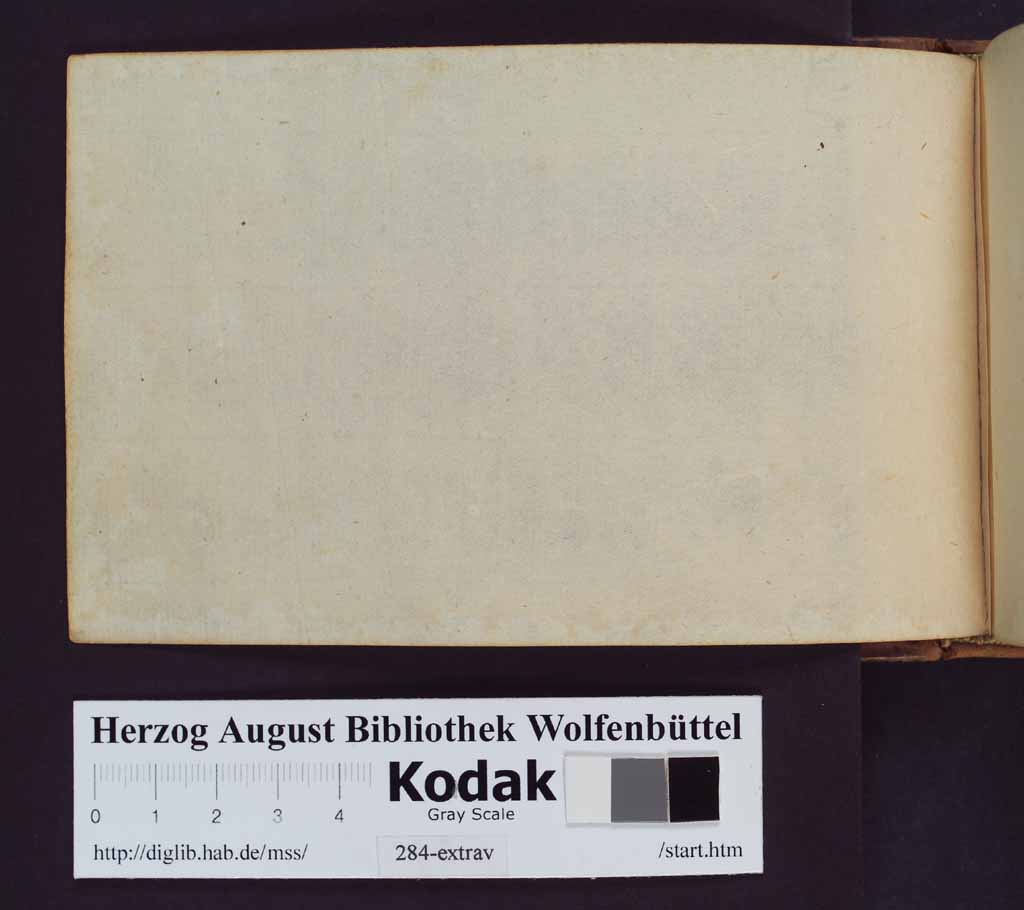 Herzog August Bibliothek Wolfenbüttel
Kodak
Gray Scale
0 1 2 3 4
http://diglib.hab.de/mss/ 284-extrav /start.htm